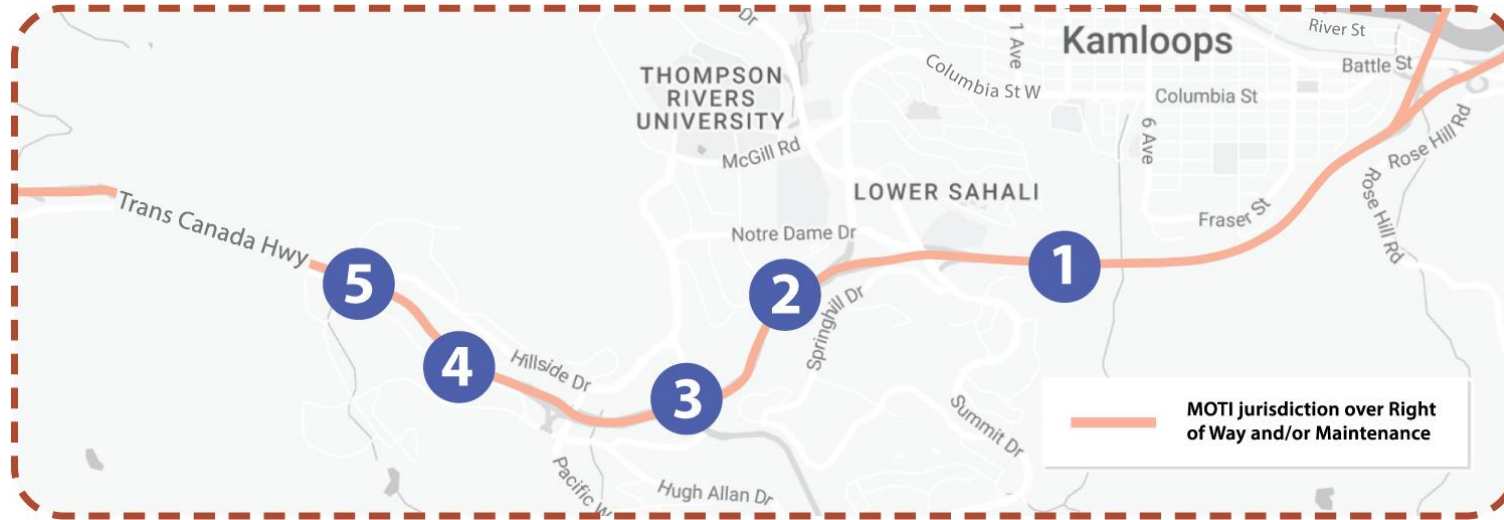 Dr
1 Ave
Kamloops
River St
Battle St
THOMPSON
RIVERS
UNIVERSITY
Columbia St W
Columbia St
McGill Rd
6 Ave
Rose Hill Rd
Rose Hill Rd
LOWER SAHALI
Fraser St
Trans Canada Hwy
Notre Dame Dr
1
2
5
Springhill Dr
4
Hillside Dr
3
Summit Dr
MOTI jurisdiction over Right
of Way and/or Maintenance
Pacific W
Hugh Allan Dr